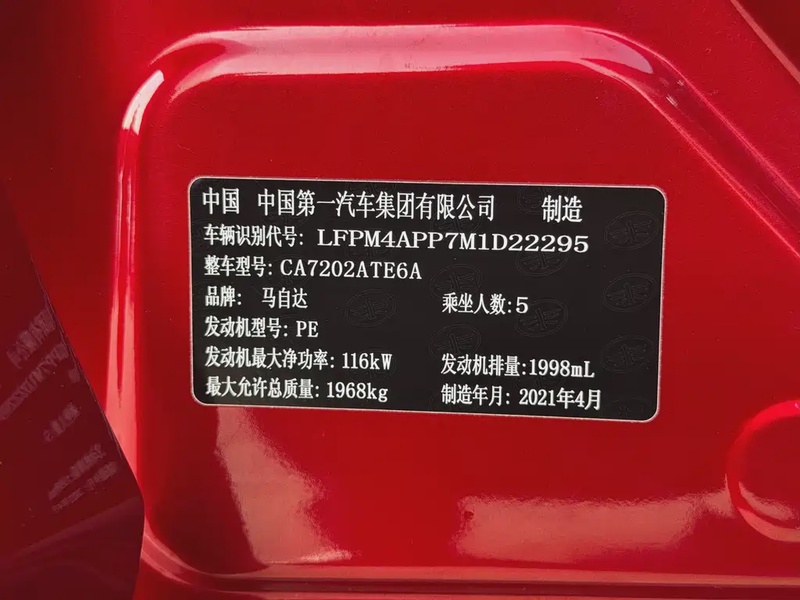 中国 中国第一汽车集团有限公司 制造
车辆识别代号: LFPM4APP7M1D22295
整车型号: CA7202ATE6A
品牌: 马自达 乘坐人数:5
发动机型号: PE
发动机最大净功率: 116kW 发动机排量:1998mL
最大允许总质量: 1968kg 制造年月: 2021年4月